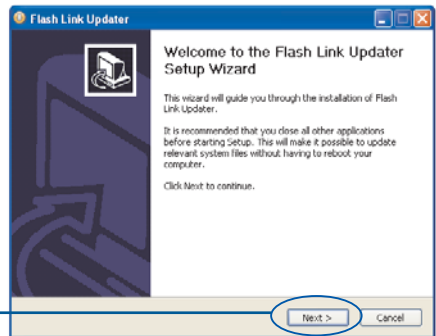 Flash Link Updater
Welcome to the Flash Link Updater
Setup Wizard
This wizard will guide you through the installation of Flash
Link Updater.
It is recommended that you close all other applications
before starting Setup. This will make it possible to update
relevant system files without having to reboot your
computer.
Click Next to continue.
Next >
Cancel